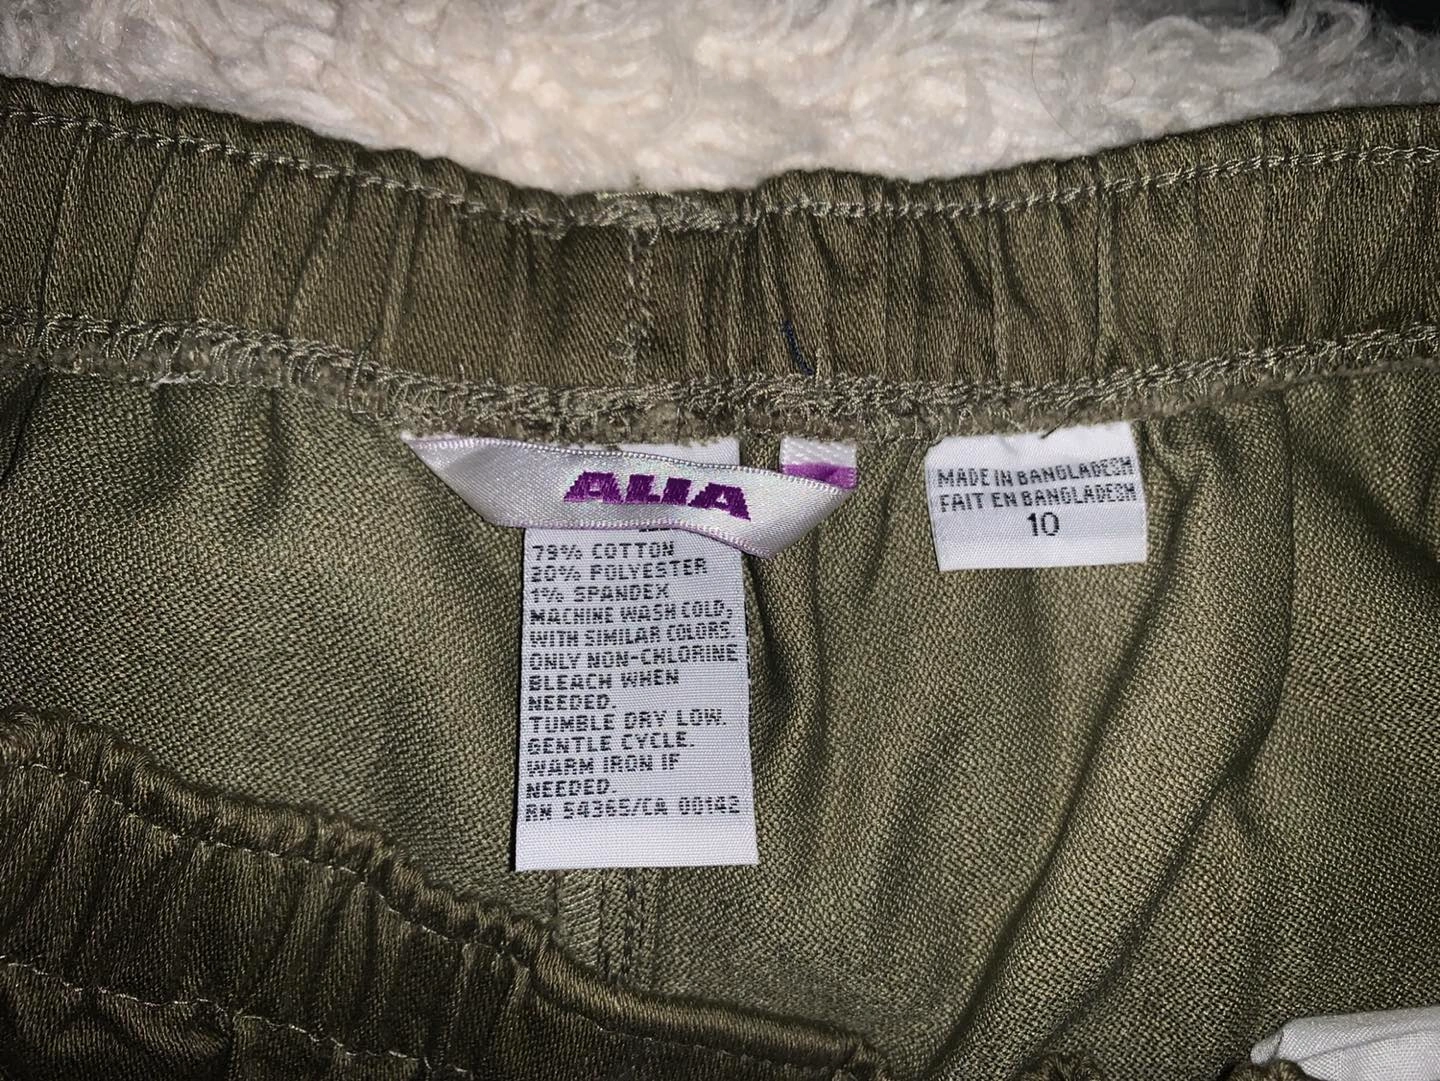 ALIA
79% COTTON
20% POLYESTER
1% SPANDEX
MACHINE WASH COLD,
WITH SIMILAR COLORS.
ONLY NON-CHLORINE
BLEACH WHEN
NEEDED.
TUMBLE DRY LOW.
GENTLE CYCLE.
WARM IRON IF
NEEDED.
RN 54365/CA 00142
MADE IN BANGLADESH
FAIT EN BANGLADESH
10